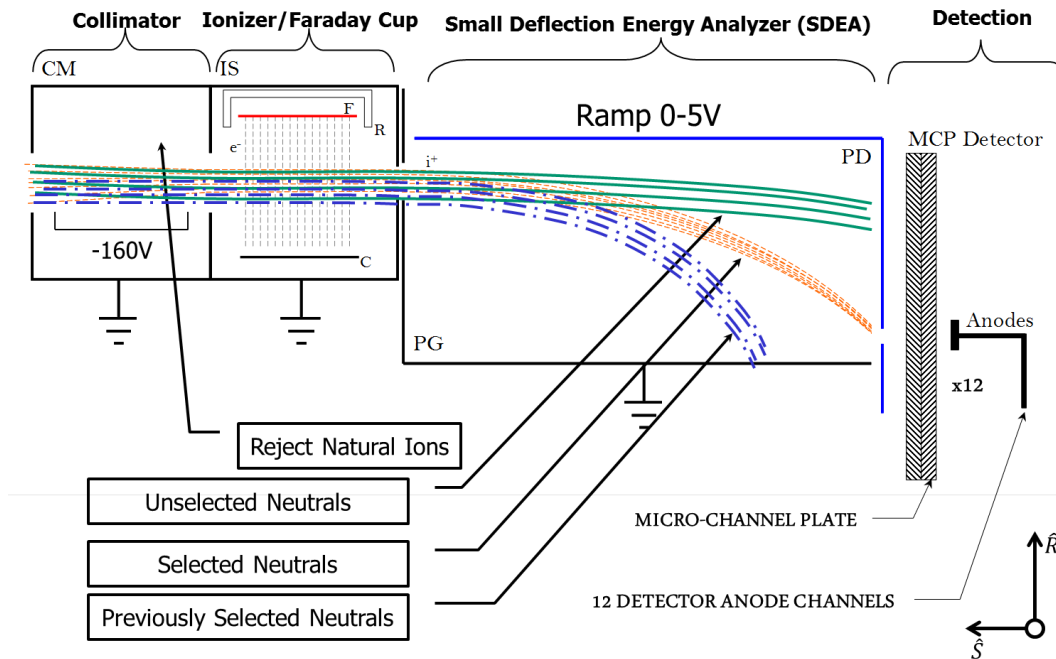 Collimator
Ionizer/Faraday Cup
Small Deflection Energy Analyzer (SDEA)
Detection
CM
IS
F
R
e-
i+
Ramp 0-5V
PD
MCP Detector
-160V
C
PG
Anodes
x12
Reject Natural Ions
Unselected Neutrals
Selected Neutrals
Previously Selected Neutrals
MICRO-CHANNEL PLATE
12 DETECTOR ANODE CHANNELS
R̂
Ŝ